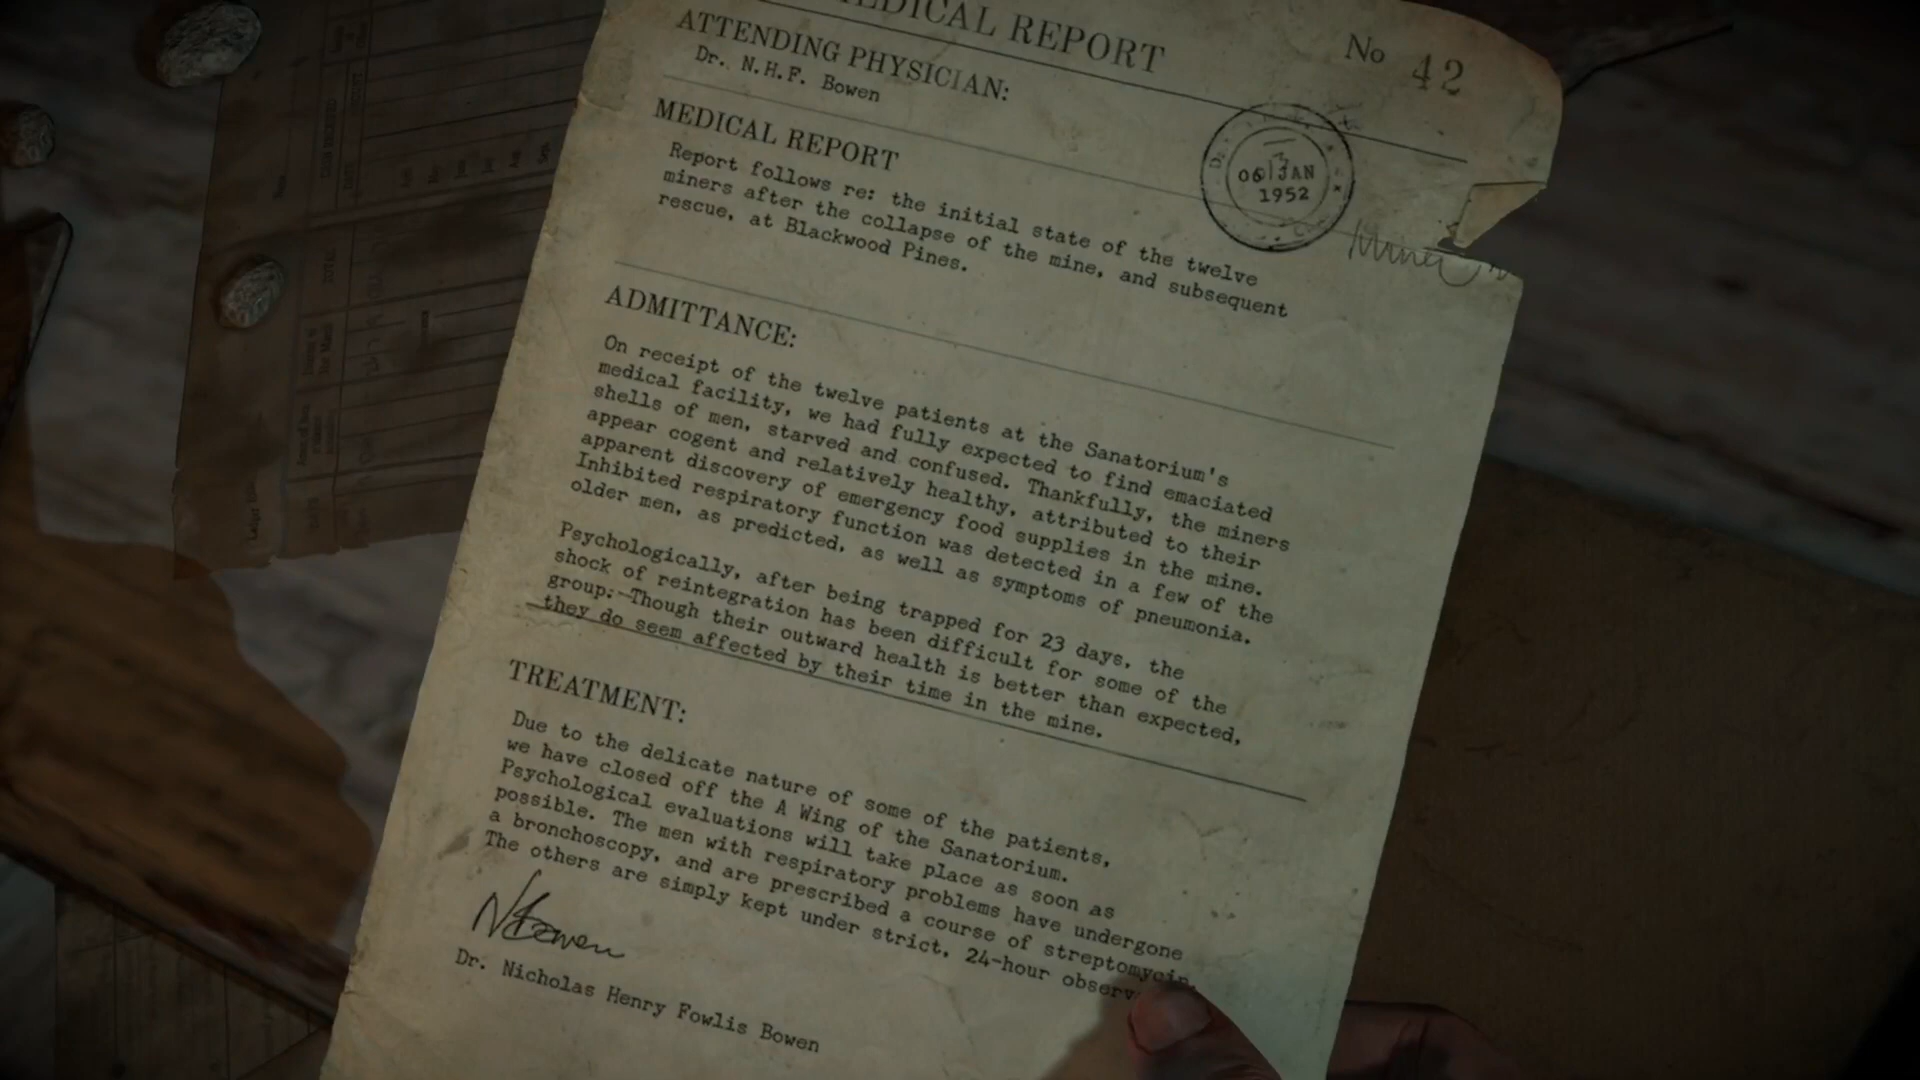 MEDICAL REPORT
No 42
ATTENDING PHYSICIAN:
Dr. N.H.F. Bowen
06 JAN
1952
MEDICAL REPORT
Report follows re: the initial state of the twelve
miners after the collapse of the mine, and subsequent
rescue, at Blackwood Pines.
ADMITTANCE:
On receipt of the twelve patients at the Sanatorium's
medical facility, we had fully expected to find emaciated
shells of men, starved and confused. Thankfully, the miners
appear cogent and relatively healthy, attributed to their
apparent discovery of emergency food supplies in the mine.
Inhibited respiratory function was detected in a few of the
older men, as predicted, as well as symptoms of pneumonia.
Psychologically, after being trapped for 23 days, the
shock of reintegration has been difficult for some of the
group: Though their outward health is better than expected,
they do seem affected by their time in the mine.
TREATMENT:
Due to the delicate nature of some of the patients,
we have closed off the A Wing of the Sanatorium.
Psychological evaluations will take place as soon as
possible. The men with respiratory problems have undergone
a bronchoscopy, and are prescribed a course of streptomycin.
The others are simply kept under strict, 24-hour observ
NBowen
Dr. Nicholas Henry Fowlis Bowen